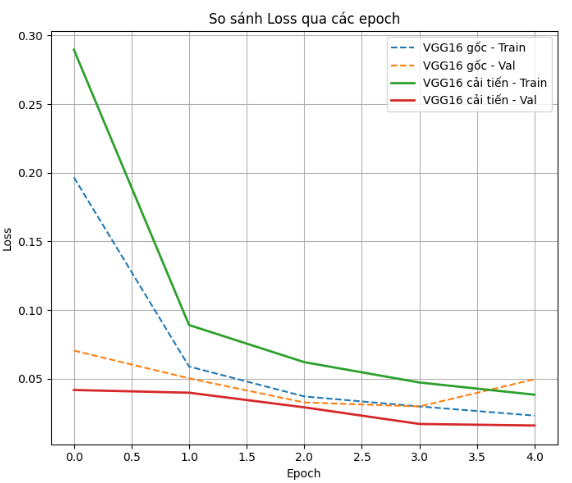 So sánh Loss qua các epoch
VGG16 gốc - Train
VGG16 gốc - Val
VGG16 cải tiến - Train
VGG16 cải tiến - Val
0.30
0.25
0.20
0.15
0.10
0.05
Loss
0.0 0.5 1.0 1.5 2.0 2.5 3.0 3.5 4.0
Epoch